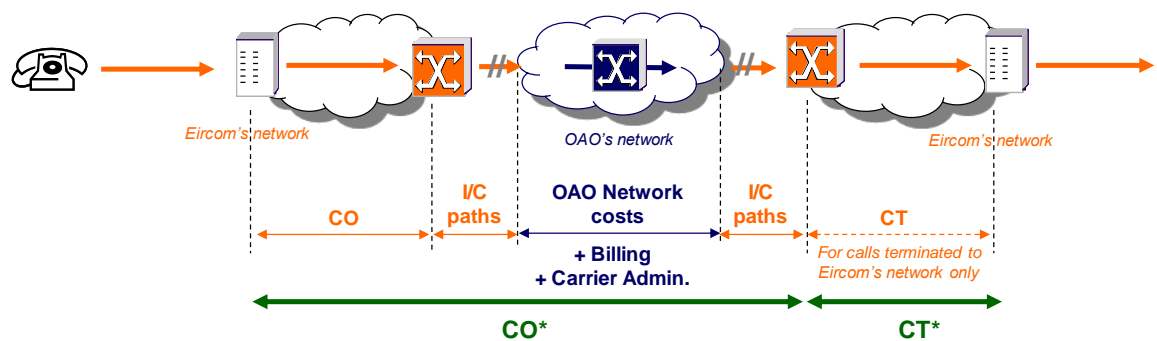 Eircom's network
OAO's network
Eircom's network
CO
I/C
paths
OAO Network
costs
+ Billing
+ Carrier Admin.
I/C
paths
CT
For calls terminated to
Eircom's network only
CO*
CT*